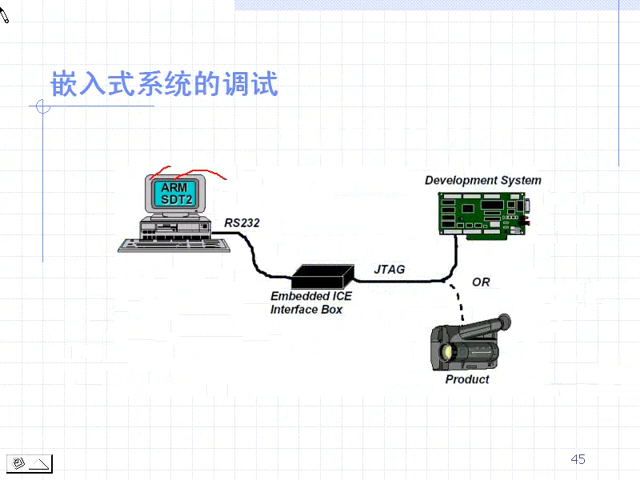 嵌入式系统的调试
Development System
ARM
SDT2
RS232
JTAG
OR
Embedded ICE
Interface Box
Product
45